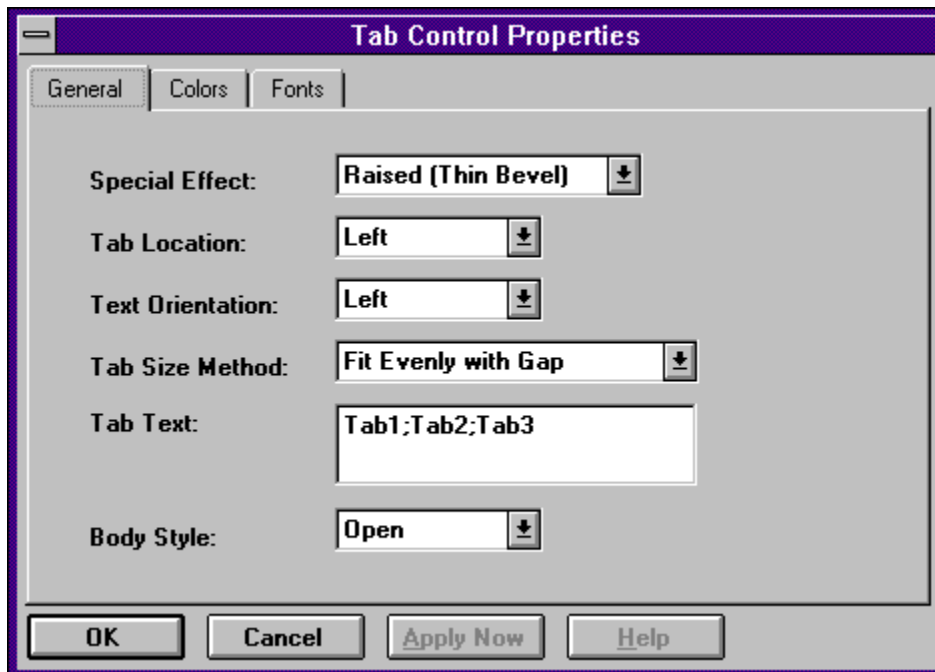 Tab Control Properties
General Colors Fonts
Special Effect: Raised (Thin Bevel)
Tab Location: Left
Text Orientation: Left
Tab Size Method: Fit Evenly with Gap
Tab Text: Tab1;Tab2;Tab3
Body Style: Open
OK Cancel Apply Now Help